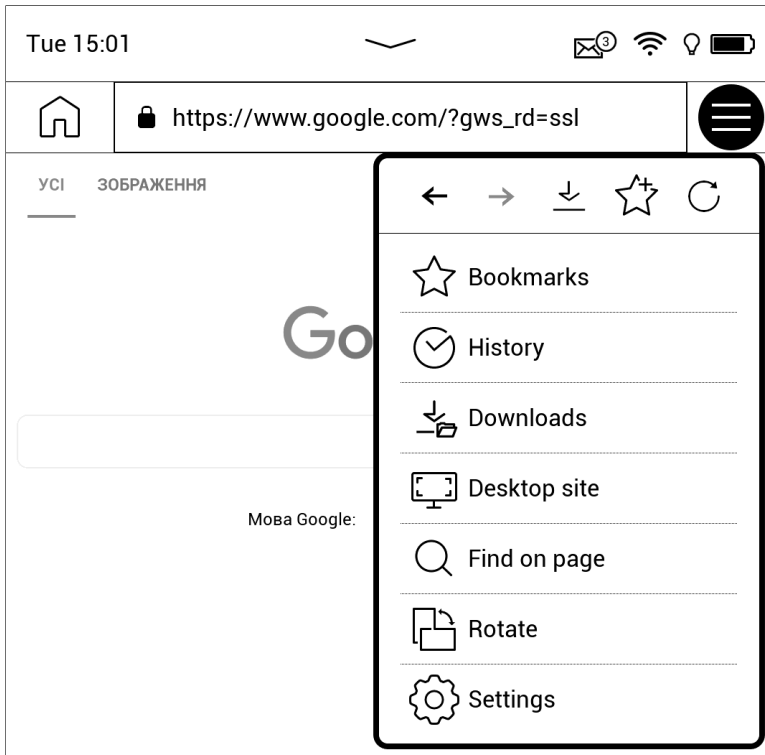 Tue 15:01
3
https://www.google.com/?gws_rd=ssl
УСІ ЗОБРАЖЕННЯ
Go
Мова Google:
Bookmarks
History
Downloads
Desktop site
Find on page
Rotate
Settings